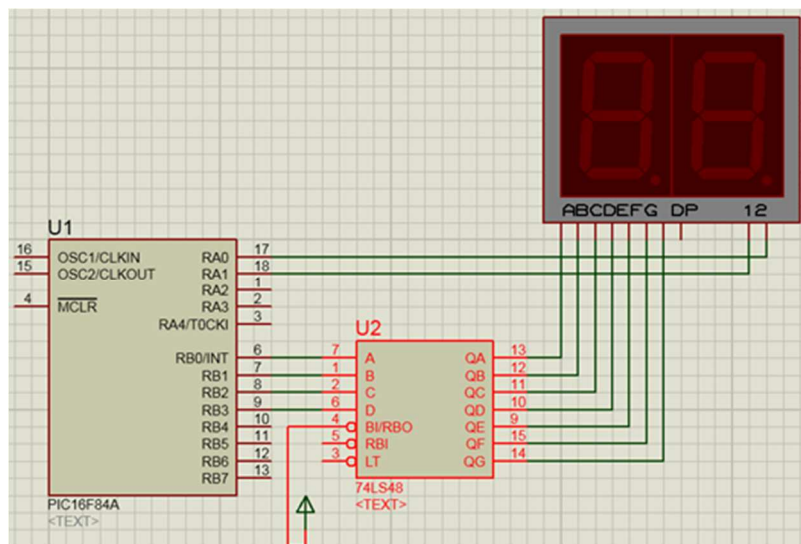 ABCDEFG DP 12
U1
16 OSC1/CLKIN RA0 17
15 OSC2/CLKOUT RA1 18
RA2 1
4 MCLR RA3 2
RA4/T0CKI 3
U2
RB0/INT 6 7 A QA 13
RB1 7 1 B QB 12
RB2 8 2 C QC 11
RB3 9 6 D QD 10
RB4 10 4 BI/RBO QE 9
RB5 11 5 RBI QF 15
RB6 12 3 LT QG 14
RB7 13
74LS48
<TEXT>
PIC16F84A
<TEXT>